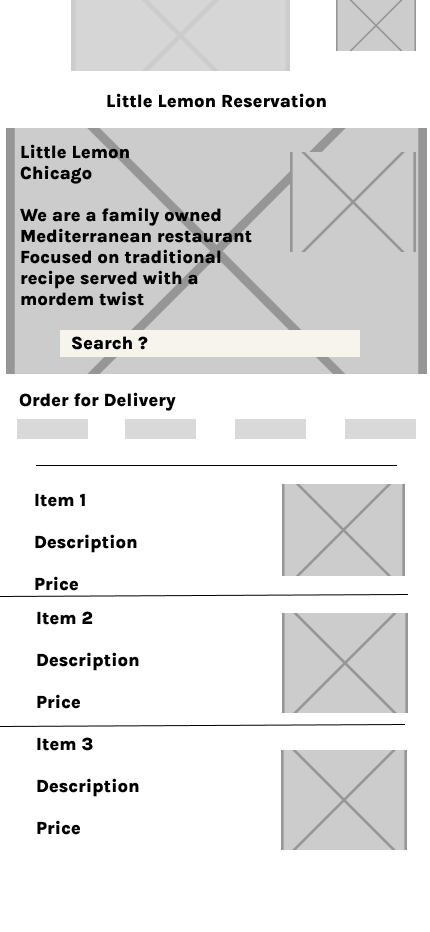 Little Lemon Reservation
Little Lemon
Chicago
We are a family owned
Mediterranean restaurant
Focused on traditional
recipe served with a
mordem twist
Search ?
Order for Delivery
Item 1
Description
Price
Item 2
Description
Price
Item 3
Description
Price